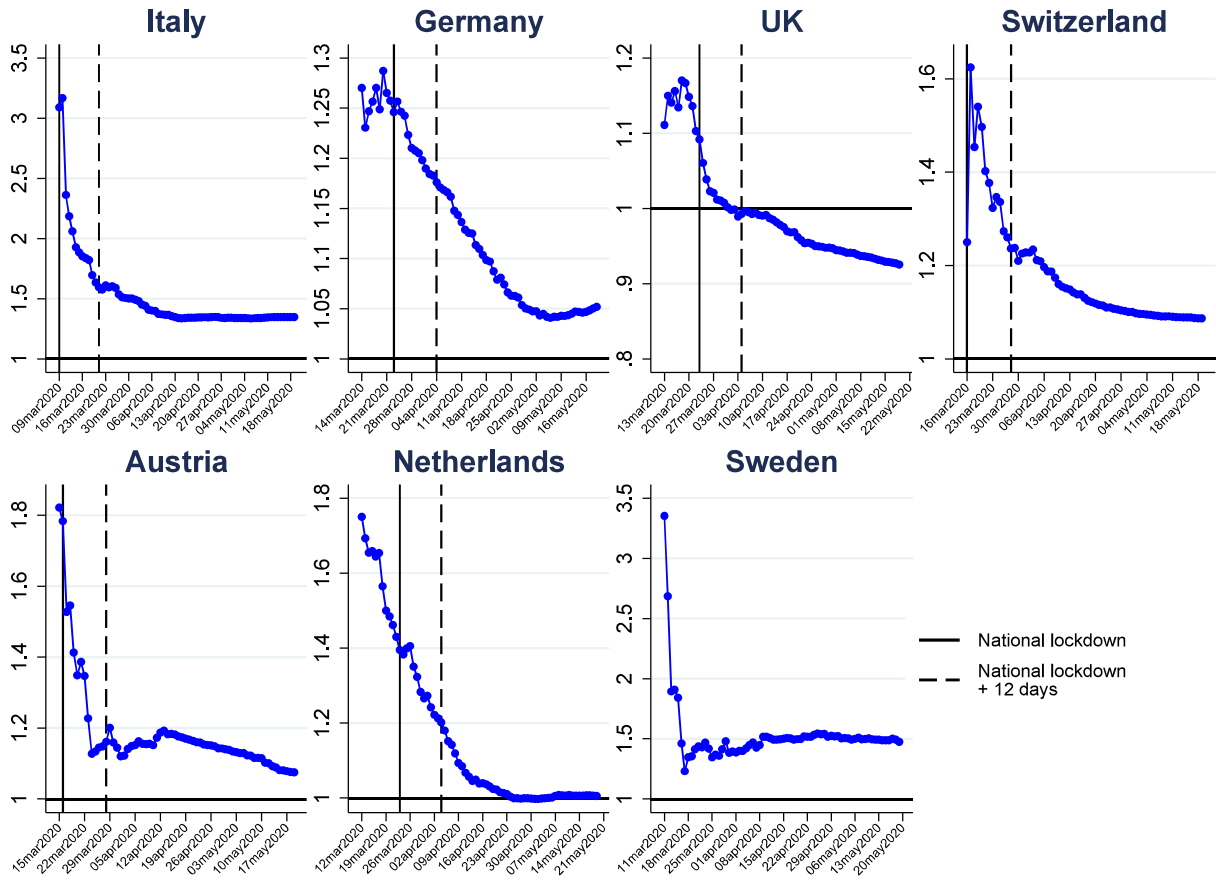 Italy
3.5
3
2.5
2
1.5
1
09mar2020
16mar2020
23mar2020
30mar2020
06apr2020
13apr2020
20apr2020
27apr2020
04may2020
11may2020
18may2020
Germany
1.3
1.25
1.2
1.15
1.1
1.05
1
14mar2020
21mar2020
28mar2020
04apr2020
11apr2020
18apr2020
25apr2020
02may2020
09may2020
16may2020
UK
1.2
1.1
1
.9
.8
13mar2020
20mar2020
27mar2020
03apr2020
10apr2020
17apr2020
24apr2020
01may2020
08may2020
15may2020
22may2020
Switzerland
1.6
1.4
1.2
1
16mar2020
23mar2020
30mar2020
06apr2020
13apr2020
20apr2020
27apr2020
04may2020
11may2020
18may2020
Austria
1.8
1.6
1.4
1.2
1
15mar2020
22mar2020
29mar2020
05apr2020
12apr2020
19apr2020
26apr2020
03may2020
10may2020
17may2020
Netherlands
1.8
1.6
1.4
1.2
1
12mar2020
19mar2020
26mar2020
02apr2020
09apr2020
16apr2020
23apr2020
30apr2020
07may2020
14may2020
21may2020
Sweden
3.5
3
2.5
2
1.5
1
11mar2020
18mar2020
25mar2020
01apr2020
08apr2020
15apr2020
22apr2020
29apr2020
06may2020
13may2020
20may2020
National lockdown
National lockdown
+ 12 days